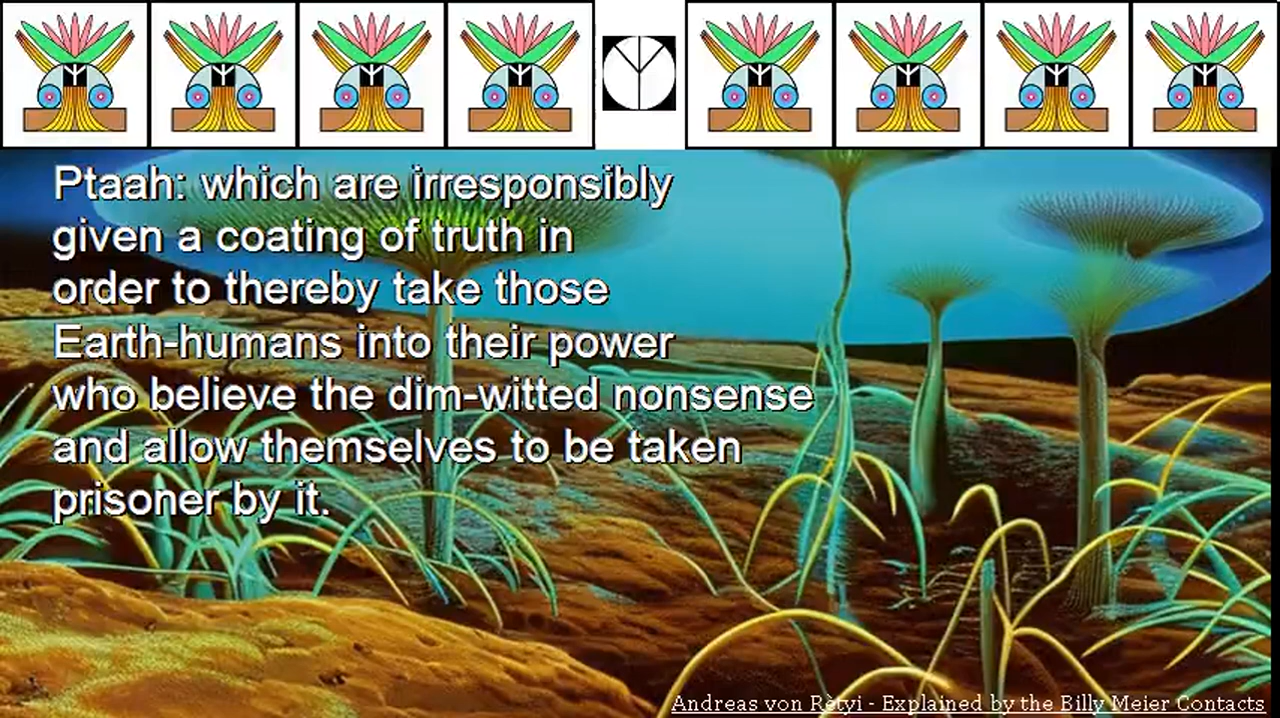 Ptaah: which are irresponsibly
given a coating of truth in
order to thereby take those
Earth-humans into their power
who believe the dim-witted nonsense
and allow themselves to be taken
prisoner by it.
Andreas von Rètyi - Explained by the Billy Meier Contacts